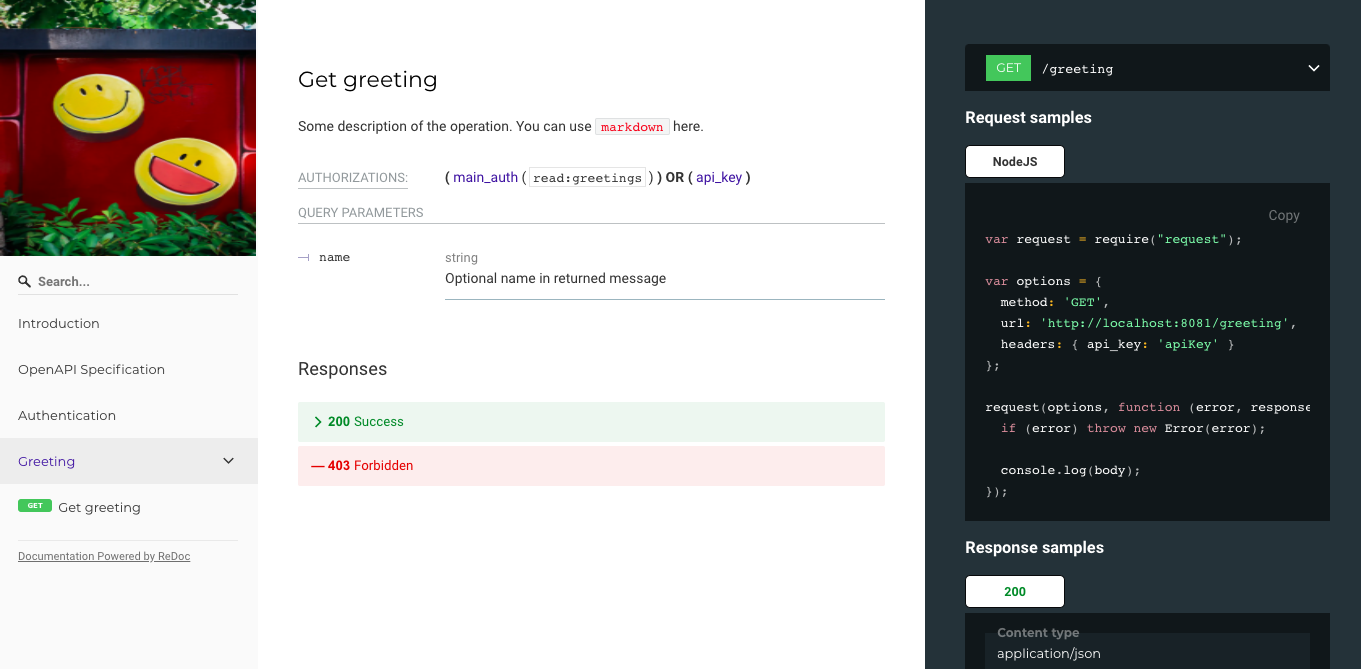 Search...
Introduction
OpenAPI Specification
Authentication
Greeting
GET Get greeting
Documentation Powered by ReDoc
Get greeting
Some description of the operation. You can use markdown here.
AUTHORIZATIONS: ( main_auth ( read:greetings ) ) OR ( api_key )
QUERY PARAMETERS
name
string
Optional name in returned message
Responses
200 Success
— 403 Forbidden
GET /greeting
Request samples
NodeJS
Copy
var request = require("request");
var options = {
method: 'GET',
url: 'http://localhost:8081/greeting',
headers: { api_key: 'apiKey' }
};
request(options, function (error, response
if (error) throw new Error(error);
console.log(body);
});
Response samples
200
Content type
application/json